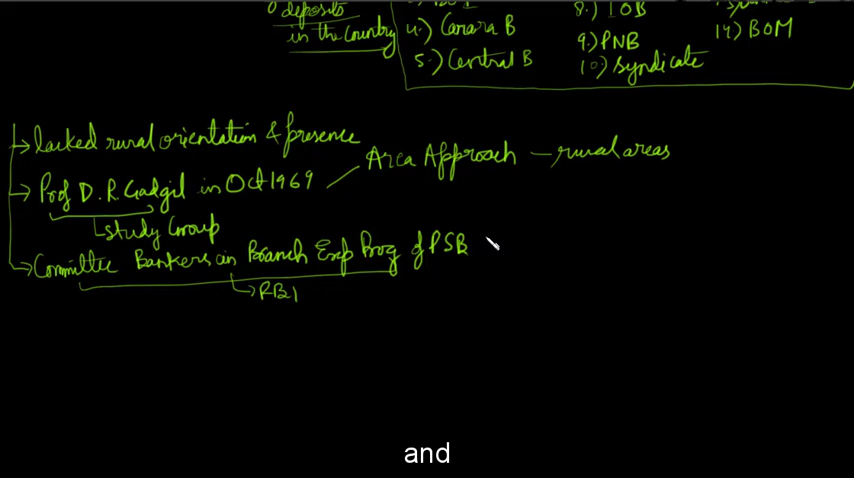 deposits
in the Country
4.) Canara B
5.) Central B
8.) IOB
9.) PNB
10.) Syndicate
14) BOM
→ lacked rural orientation & presence
→ Prof D. R. Gadgil in Oct 1969
Area Approach — rural areas
study Group
→ Committee Bankers in Branch Exp Prog of PSB
→ RBI
and